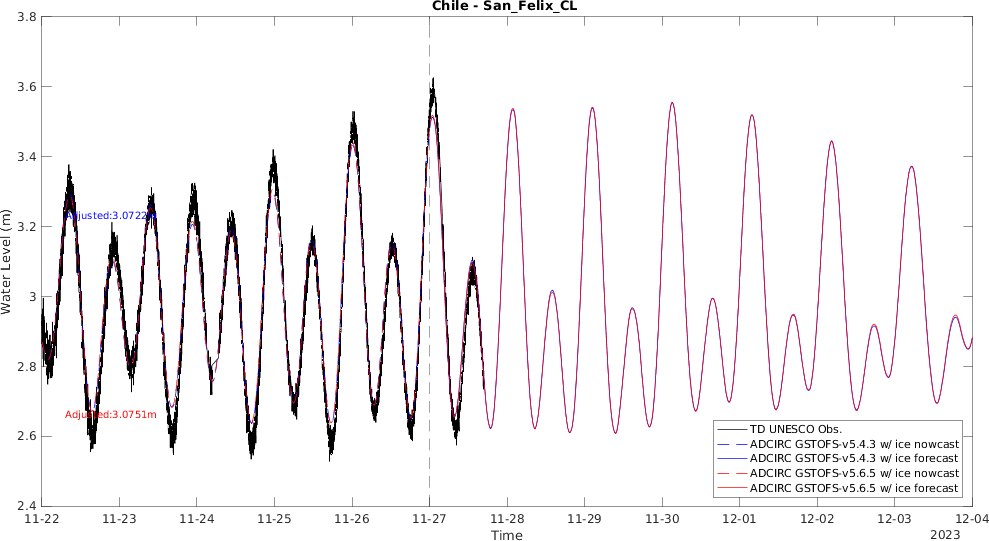 Chile - San_Felix_CL
3.8
3.6
3.4
3.2
3
2.8
2.6
2.4
Water Level (m)
Adjusted:3.0722m
Adjusted:3.0751m
TD UNESCO Obs.
ADCIRC GSTOFS-v5.4.3 w/ ice nowcast
ADCIRC GSTOFS-v5.4.3 w/ ice forecast
ADCIRC GSTOFS-v5.6.5 w/ ice nowcast
ADCIRC GSTOFS-v5.6.5 w/ ice forecast
11-22 11-23 11-24 11-25 11-26 11-27 11-28 11-29 11-30 12-01 12-02 12-03 12-04
Time
2023